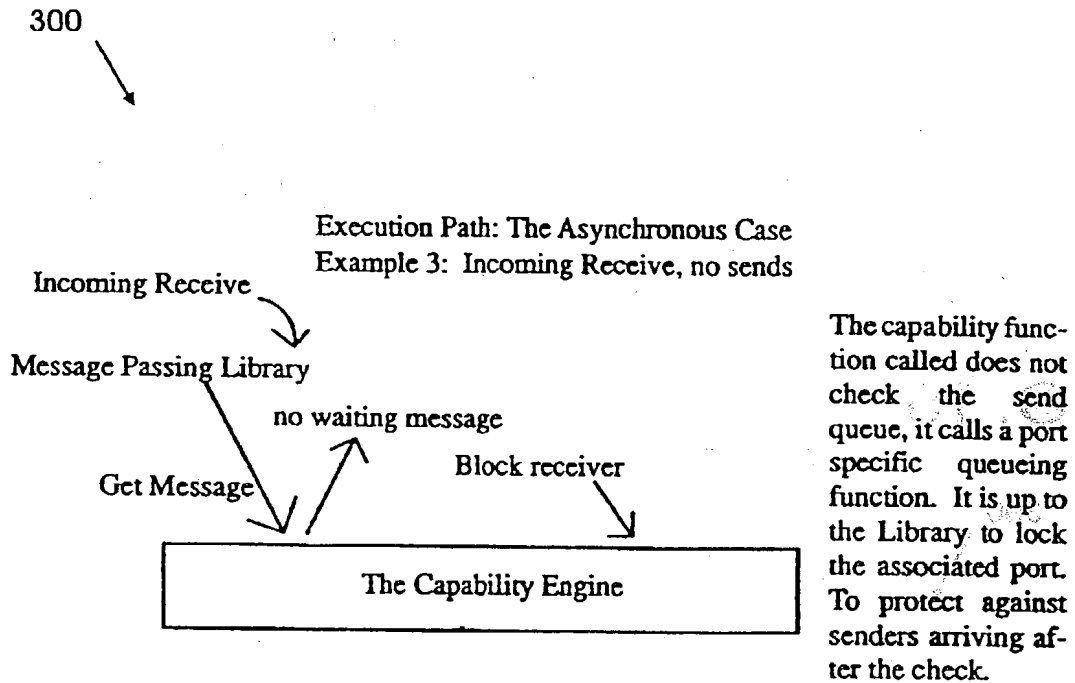 300
Execution Path: The Asynchronous Case
Example 3: Incoming Receive, no sends
Incoming Receive
Message Passing Library
no waiting message
Get Message
Block receiver
The Capability Engine
The capability func-
tion called does not
check the send
queue, it calls a port
specific queueing
function. It is up to
the Library to lock
the associated port.
To protect against
senders arriving af-
ter the check.